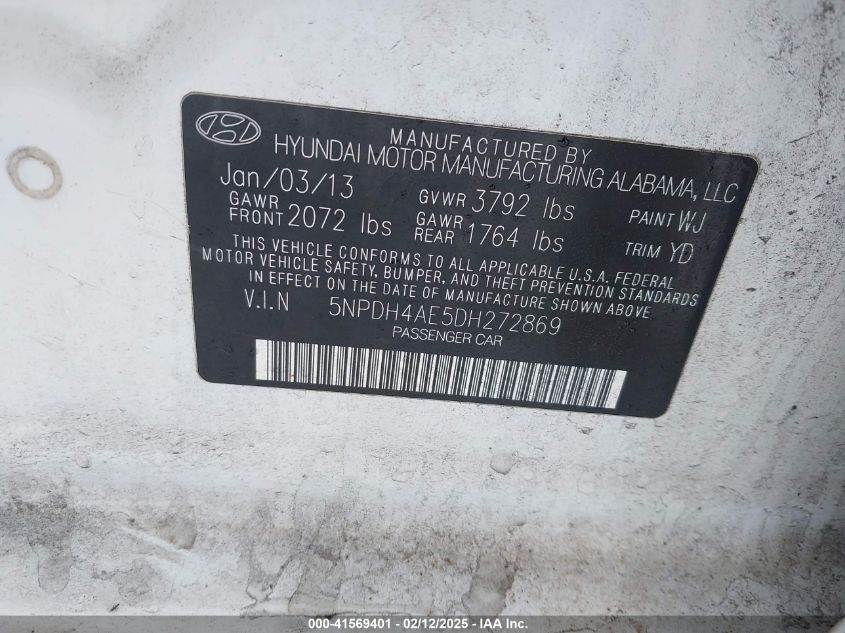 MANUFACTURED BY
HYUNDAI MOTOR MANUFACTURING ALABAMA, LLC
Jan/03/13 GVWR 3792 lbs PAINT WJ
GAWR FRONT 2072 lbs GAWR REAR 1764 lbs TRIM YD
THIS VEHICLE CONFORMS TO ALL APPLICABLE U.S.A. FEDERAL
MOTOR VEHICLE SAFETY, BUMPER, AND THEFT PREVENTION STANDARDS
IN EFFECT ON THE DATE OF MANUFACTURE SHOWN ABOVE.
V.I.N 5NPDH4AE5DH272869
PASSENGER CAR
000-41569401 - 02/12/2025 - IAA Inc.